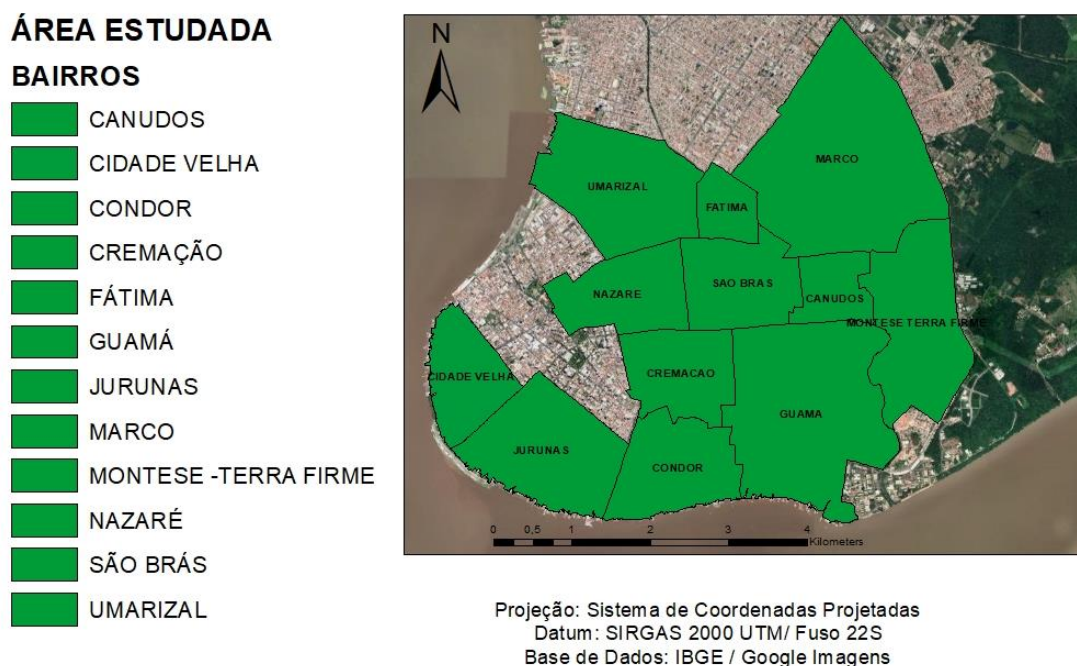 ÁREA ESTUDADA
BAIRROS
CANUDOS
CIDADE VELHA
CONDOR
CREMAÇÃO
FÁTIMA
GUAMÁ
JURUNAS
MARCO
MONTESE -TERRA FIRME
NAZARÉ
SÃO BRÁS
UMARIZAL
N
MARCO
UMARIZAL
FATIMA
NAZARE
SAO BRAS
CANUDOS
MONTESE TERRA FIRME
CIDADE VELHA
CREMACAO
GUAMA
JURUNAS
CONDOR
0 0,5 1 2 3 4
Kilometers
Projeção: Sistema de Coordenadas Projetadas
Datum: SIRGAS 2000 UTM/ Fuso 22S
Base de Dados: IBGE / Google Imagens